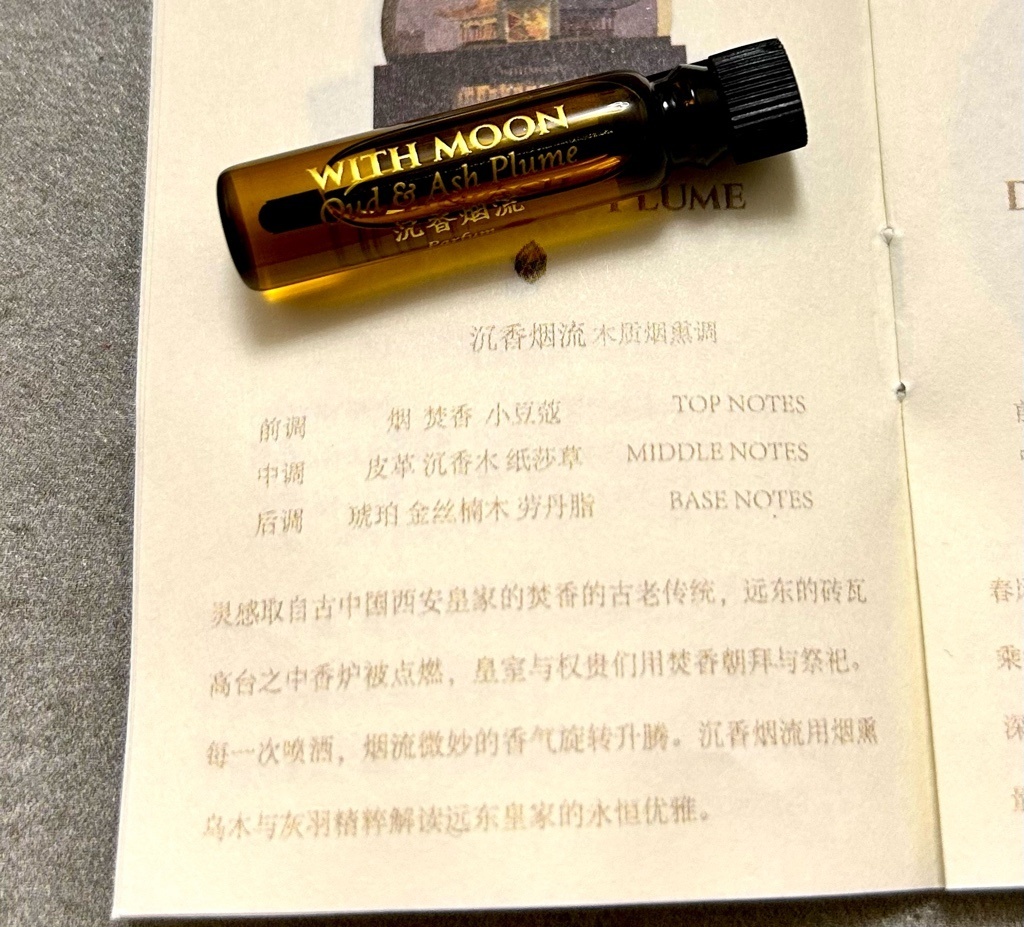 WITH MOON
Oud & Ash Plume
沉香烟流
Parfum
PLUME
沉香烟流 木质烟熏调
前调 烟 焚香 小豆蔻 TOP NOTES
中调 皮革 沉香木 纸莎草 MIDDLE NOTES
后调 琥珀 金丝楠木 劳丹脂 BASE NOTES
灵感取自古中国西安皇家的焚香的古老传统，远东的砖瓦
高台之中香炉被点燃，皇室与权贵们用焚香朝拜与祭祀。
每一次喷洒，烟流微妙的香气旋转升腾。沉香烟流用烟熏
乌木与灰羽精粹解读远东皇家的永恒优雅。
D
春
乘
深
量